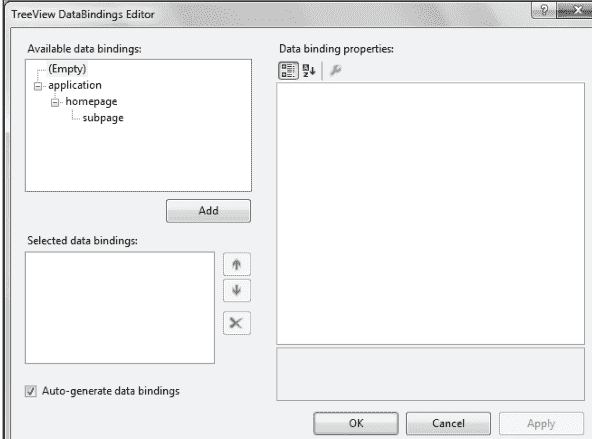 TreeView DataBindings Editor
Available data bindings:
(Empty)
application
homepage
subpage
Add
Selected data bindings:
Auto-generate data bindings
Data binding properties:
OK
Cancel
Apply